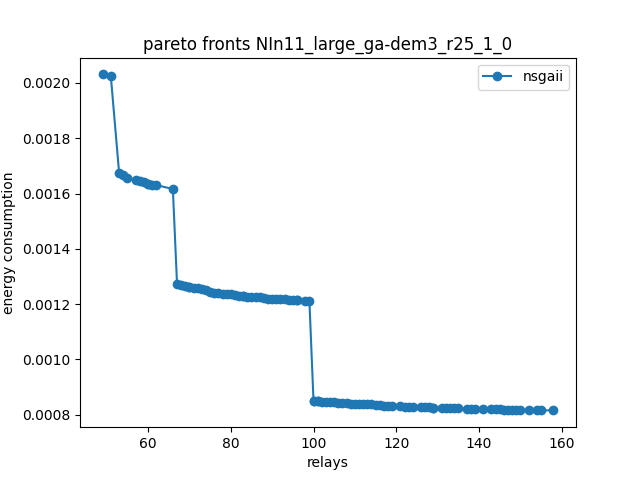 pareto fronts NIn11_large_ga-dem3_r25_1_0
nsgaii
energy consumption
0.0020
0.0018
0.0016
0.0014
0.0012
0.0010
0.0008
60 80 100 120 140 160
relays